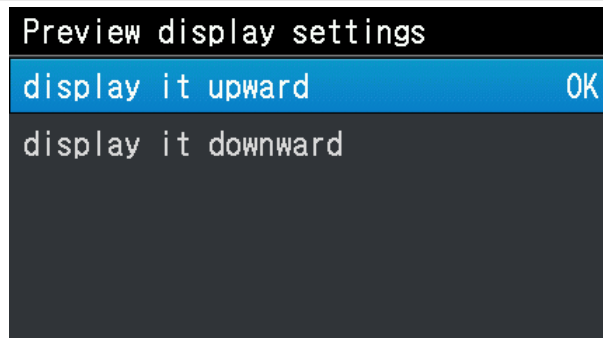 Preview display settings
display it upward OK
display it downward